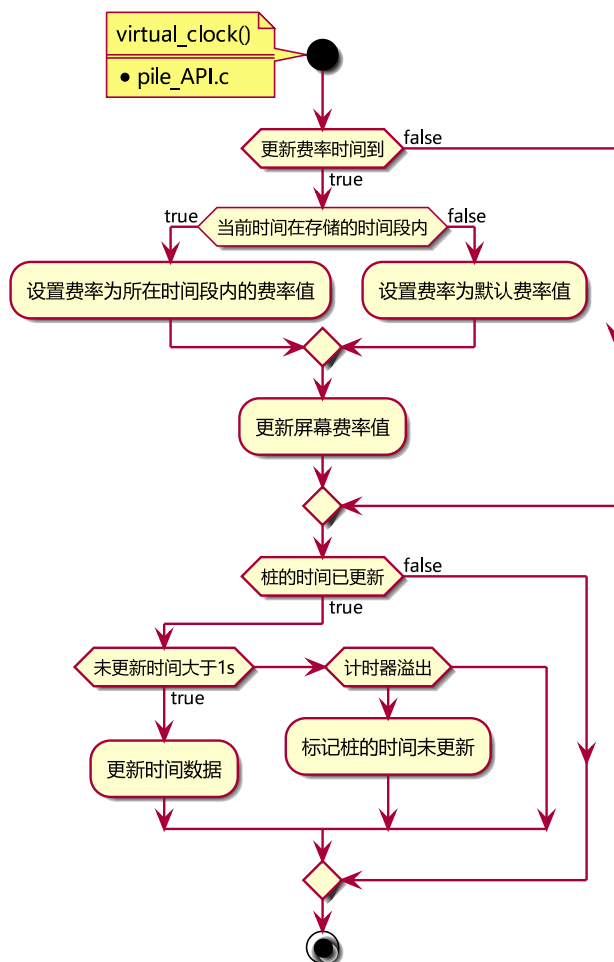 virtual_clock()
• pile_API.c
更新费率时间到
false
true
当前时间在存储的时间段内
true
false
设置费率为所在时间段内的费率值
设置费率为默认费率值
更新屏幕费率值
桩的时间已更新
false
true
未更新时间大于1s
计时器溢出
true
标记桩的时间未更新
更新时间数据